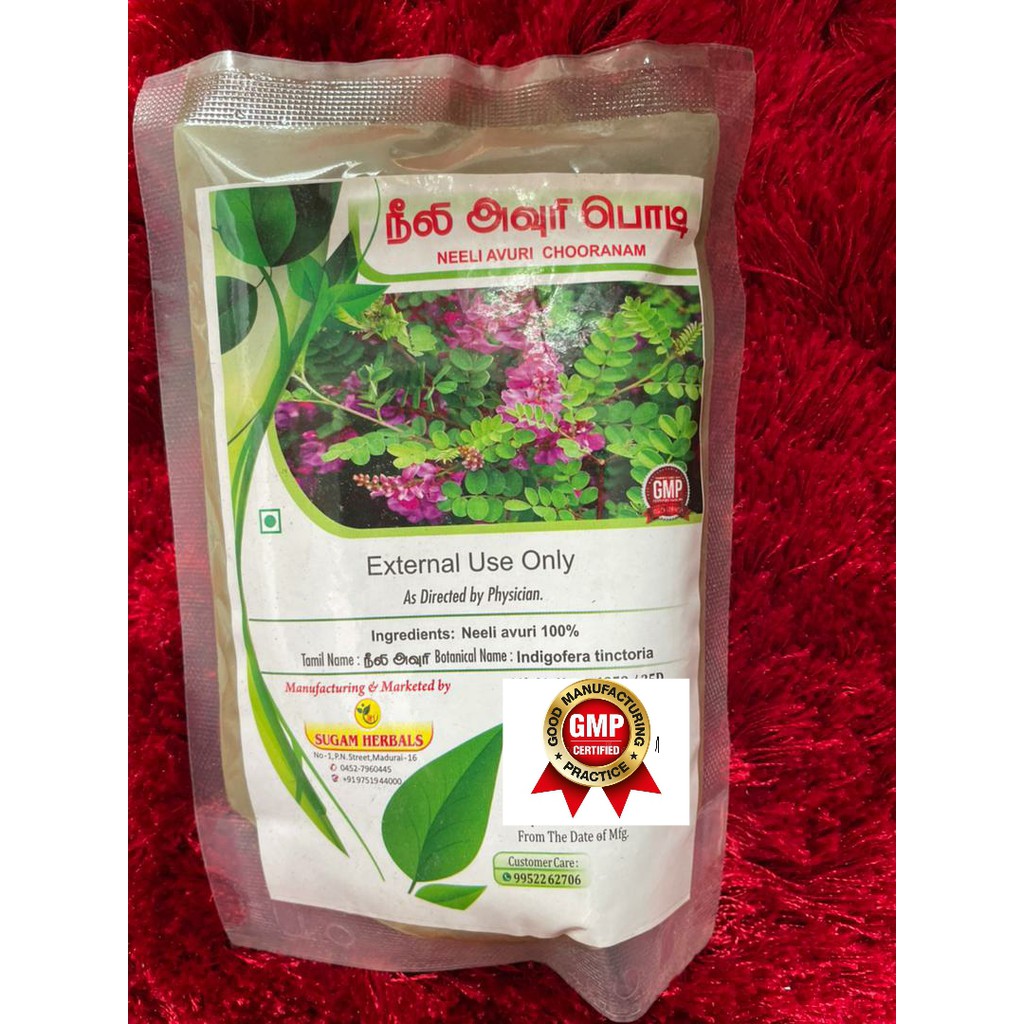 நீலி அவுரி பொடி
NEELI AVURI CHOORANAM
GMP
External Use Only
As Directed by Physician.
Ingredients: Neeli avuri 100%
Tamil Name : நீலி அவுரி Botanical Name : Indigofera tinctoria
Manufacturing & Marketed by
SUGAM HERBALS
No-1, P.N. Street, Madurai-16
0452-7960445
+91 9751944000
GOOD MANUFACTURING
GMP
CERTIFIED
PRACTICE
From The Date of Mfg.
Customer Care :
9952262706